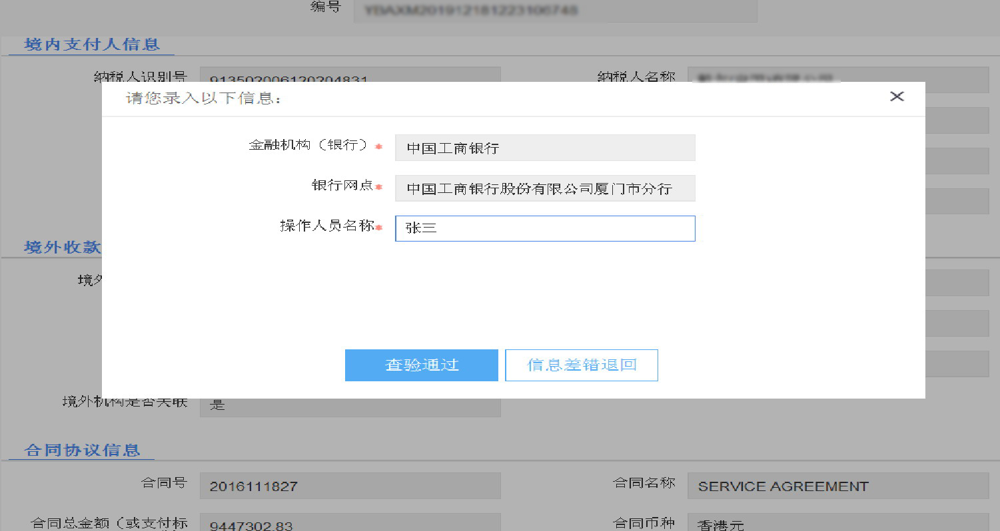 编号 YBAXM2019121812231​06748
境内支付人信息
纳税人识别号 913502006120204831 纳税人名称
请您录入以下信息：
金融机构（银行）* 中国工商银行
银行网点* 中国工商银行股份有限公司厦门市分行
操作人员名称* 张三
境外收款
境外
查验通过 信息差错退回
境外机构是否关联 是
合同协议信息
合同号 2016111827 合同名称 SERVICE AGREEMENT
合同总金额（或支付标 9447302.83 合同币种 香港元